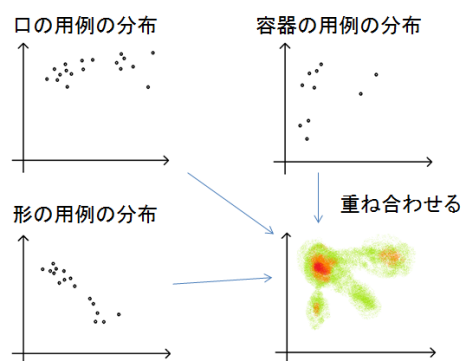 口の用例の分布
容器の用例の分布
形の用例の分布
重ね合わせる